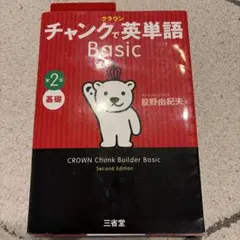 クラウン
チャンクで英単語
Basic
第2版
基礎
投野由紀夫
CROWN Chunk Builder Basic
Second Edition
三省堂